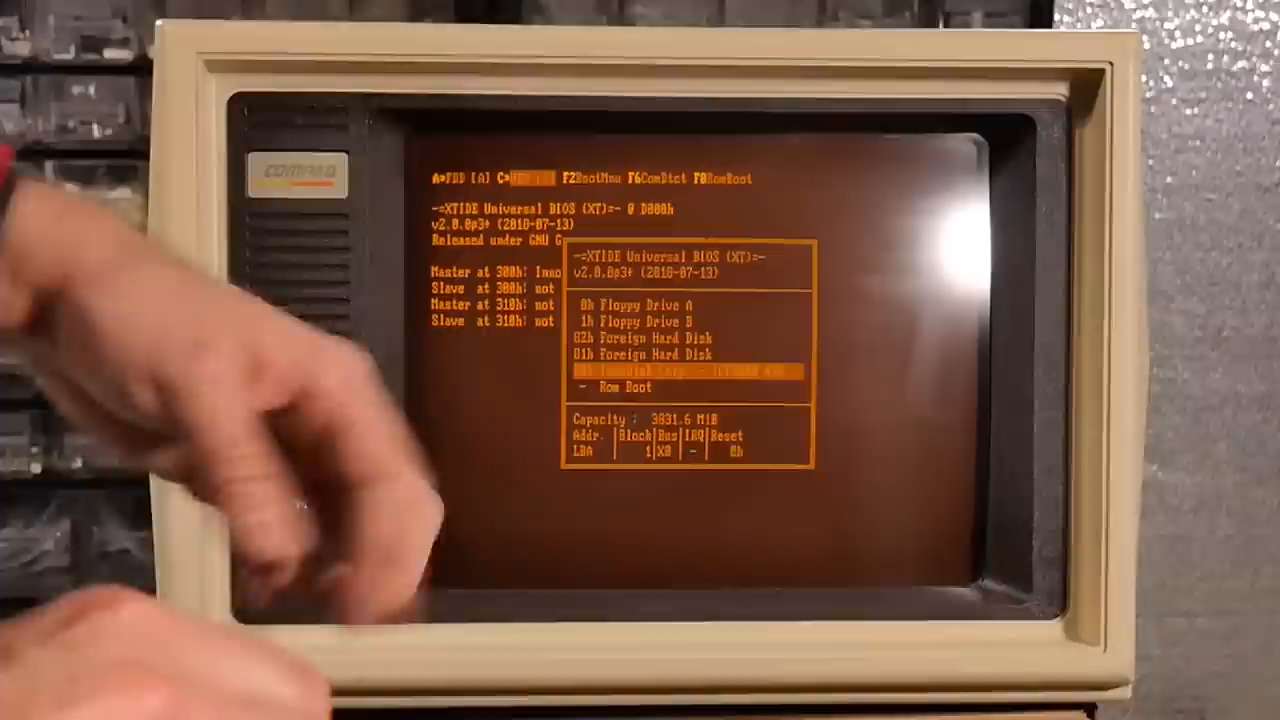 COMPAQ
A»FDD [A] C» F2BootMnu F6ComDtct F8RomBoot
-=XTIDE Universal BIOS (XT)=- @ D000h
v2.0.0β3+ (2018-07-13)
Released under GNU G
Master at 300h: Inno
Slave at 300h: not
Master at 310h: not
Slave at 310h: not
-=XTIDE Universal BIOS (XT)=-
v2.0.0β3+ (2018-07-13)
0h Floppy Drive A
1h Floppy Drive B
82h Foreign Hard Disk
81h Foreign Hard Disk
- Rom Boot
Capacity : 3831.6 MiB
Addr. |Block|Bus|IRQ|Reset
LBA | 1|X8 | - | 0h